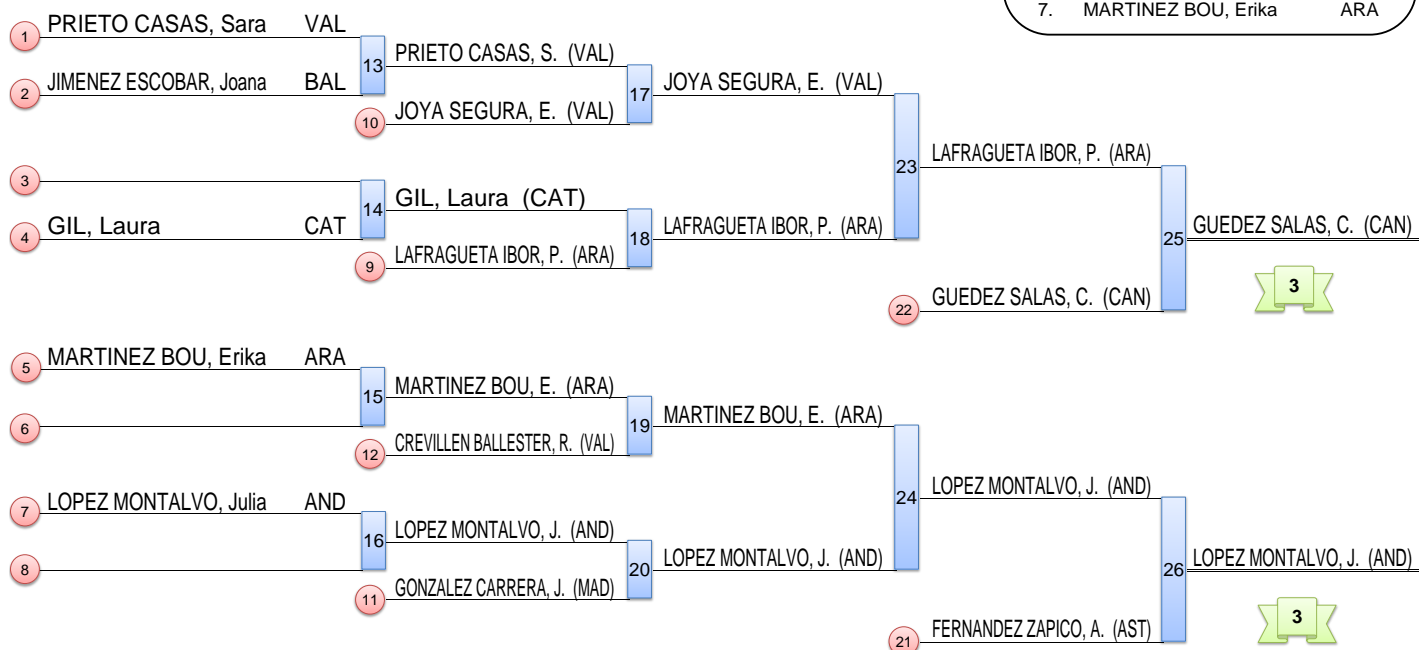 7. MARTINEZ BOU, Erika ARA
1 PRIETO CASAS, Sara VAL
13 PRIETO CASAS, S. (VAL)
2 JIMENEZ ESCOBAR, Joana BAL
17 JOYA SEGURA, E. (VAL)
10 JOYA SEGURA, E. (VAL)
23 LAFRAGUETA IBOR, P. (ARA)
3
14 GIL, Laura (CAT)
4 GIL, Laura CAT
18 LAFRAGUETA IBOR, P. (ARA)
25 GUEDEZ SALAS, C. (CAN)
9 LAFRAGUETA IBOR, P. (ARA)
3
22 GUEDEZ SALAS, C. (CAN)
5 MARTINEZ BOU, Erika ARA
15 MARTINEZ BOU, E. (ARA)
19 MARTINEZ BOU, E. (ARA)
6
12 CREVILLEN BALLESTER, R. (VAL)
24 LOPEZ MONTALVO, J. (AND)
7 LOPEZ MONTALVO, Julia AND
16 LOPEZ MONTALVO, J. (AND)
20 LOPEZ MONTALVO, J. (AND)
26 LOPEZ MONTALVO, J. (AND)
8
11 GONZALEZ CARRERA, J. (MAD)
3
21 FERNANDEZ ZAPICO, A. (AST)